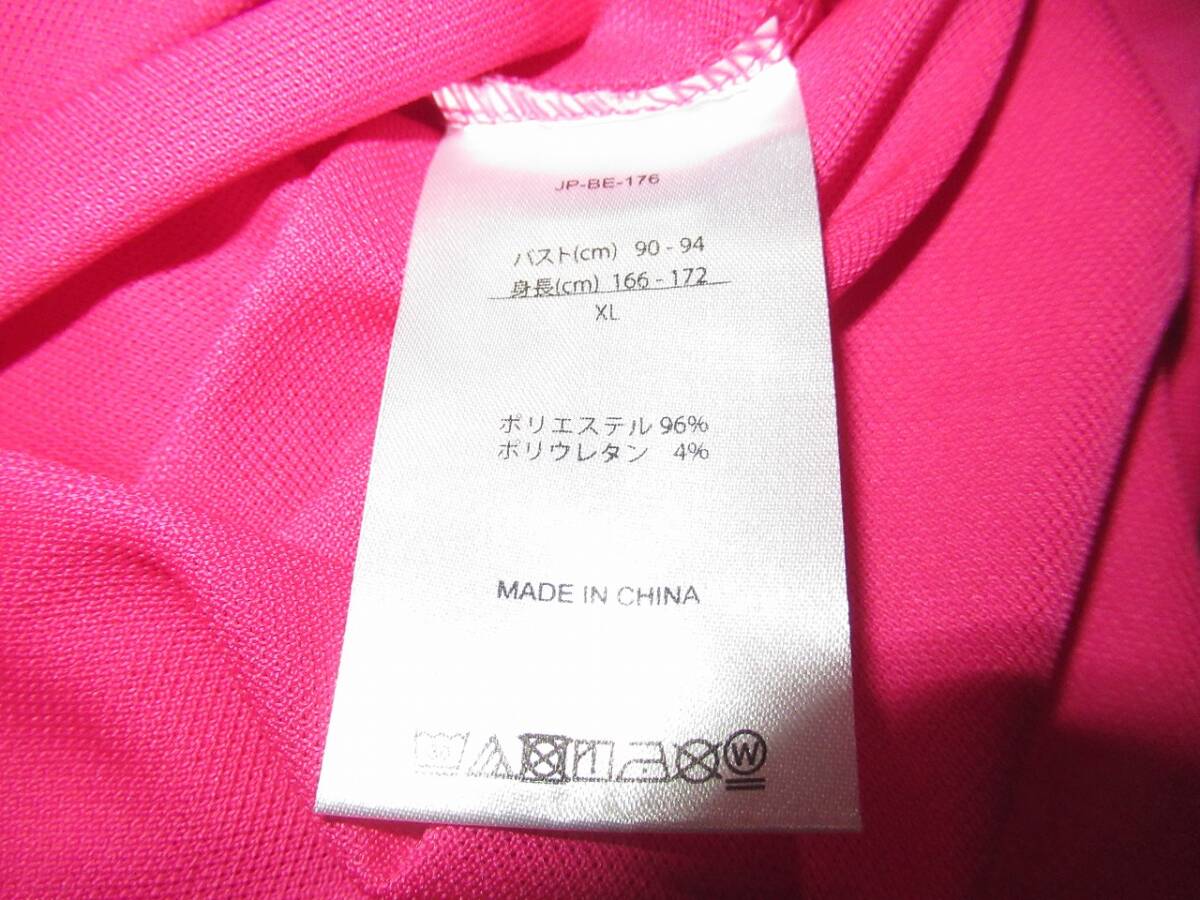 JP-BE-176
バスト(cm) 90 - 94
身長(cm) 166 - 172
XL
ポリエステル 96%
ポリウレタン 4%
MADE IN CHINA
W